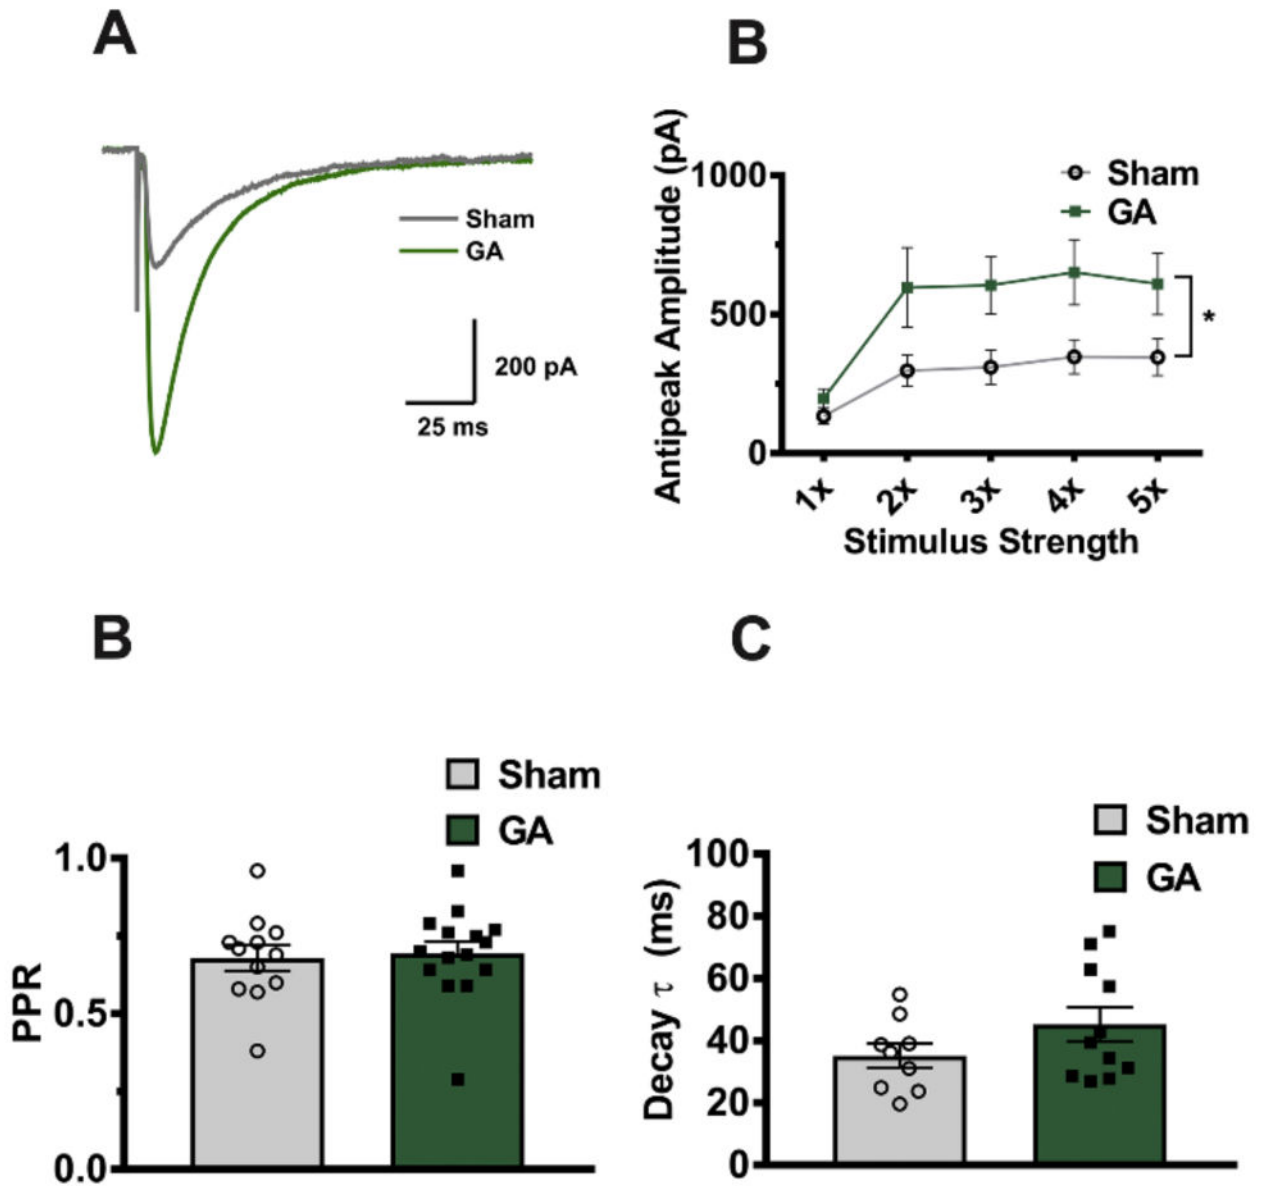 A
Sham
GA
200 pA
25 ms
B
Antipeak Amplitude (pA)
1000
500
0
Sham
GA
*
1x
2x
3x
4x
5x
Stimulus Strength
B
Sham
GA
PPR
1.0
0.5
0.0
C
Sham
GA
Decay τ (ms)
100
80
60
40
20
0